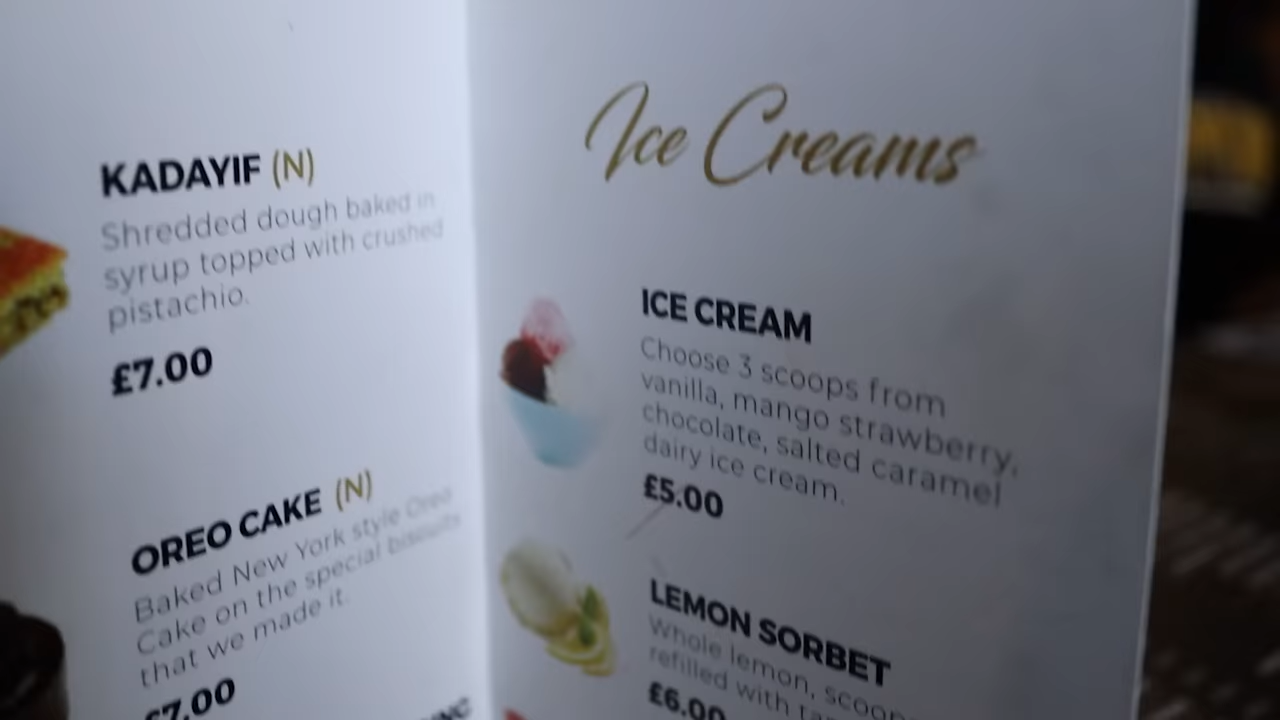 KADAYIF (N)
Shredded dough baked in
syrup topped with crushed
pistachio.
£7.00
OREO CAKE (N)
Baked New York style Oreo
Cake on the special biscuits
that we made it.
£7.00
Ice Creams
ICE CREAM
Choose 3 scoops from
vanilla, mango strawberry,
chocolate, salted caramel
dairy ice cream.
£5.00
LEMON SORBET
Whole lemon,
refilled with
£6.00